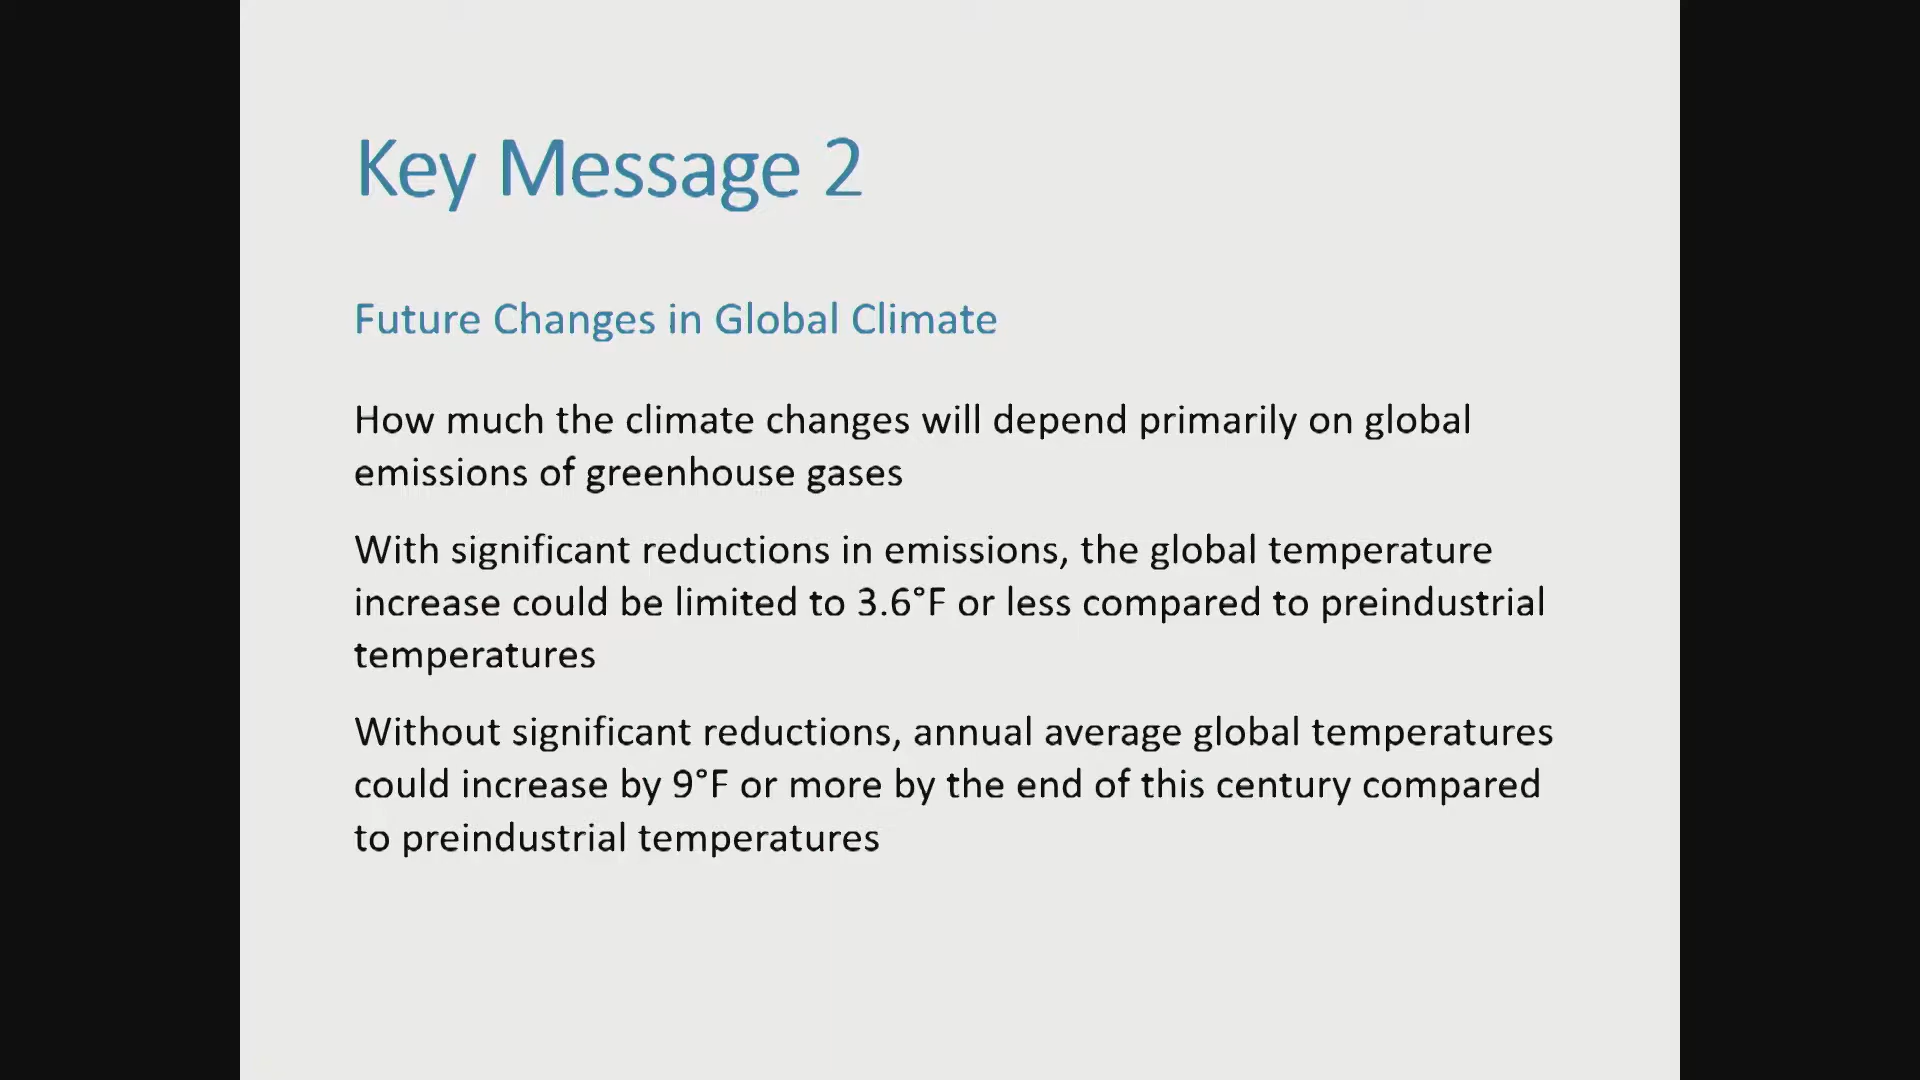 Key Message 2
Future Changes in Global Climate
How much the climate changes will depend primarily on global
emissions of greenhouse gases
With significant reductions in emissions, the global temperature
increase could be limited to 3.6°F or less compared to preindustrial
temperatures
Without significant reductions, annual average global temperatures
could increase by 9°F or more by the end of this century compared
to preindustrial temperatures